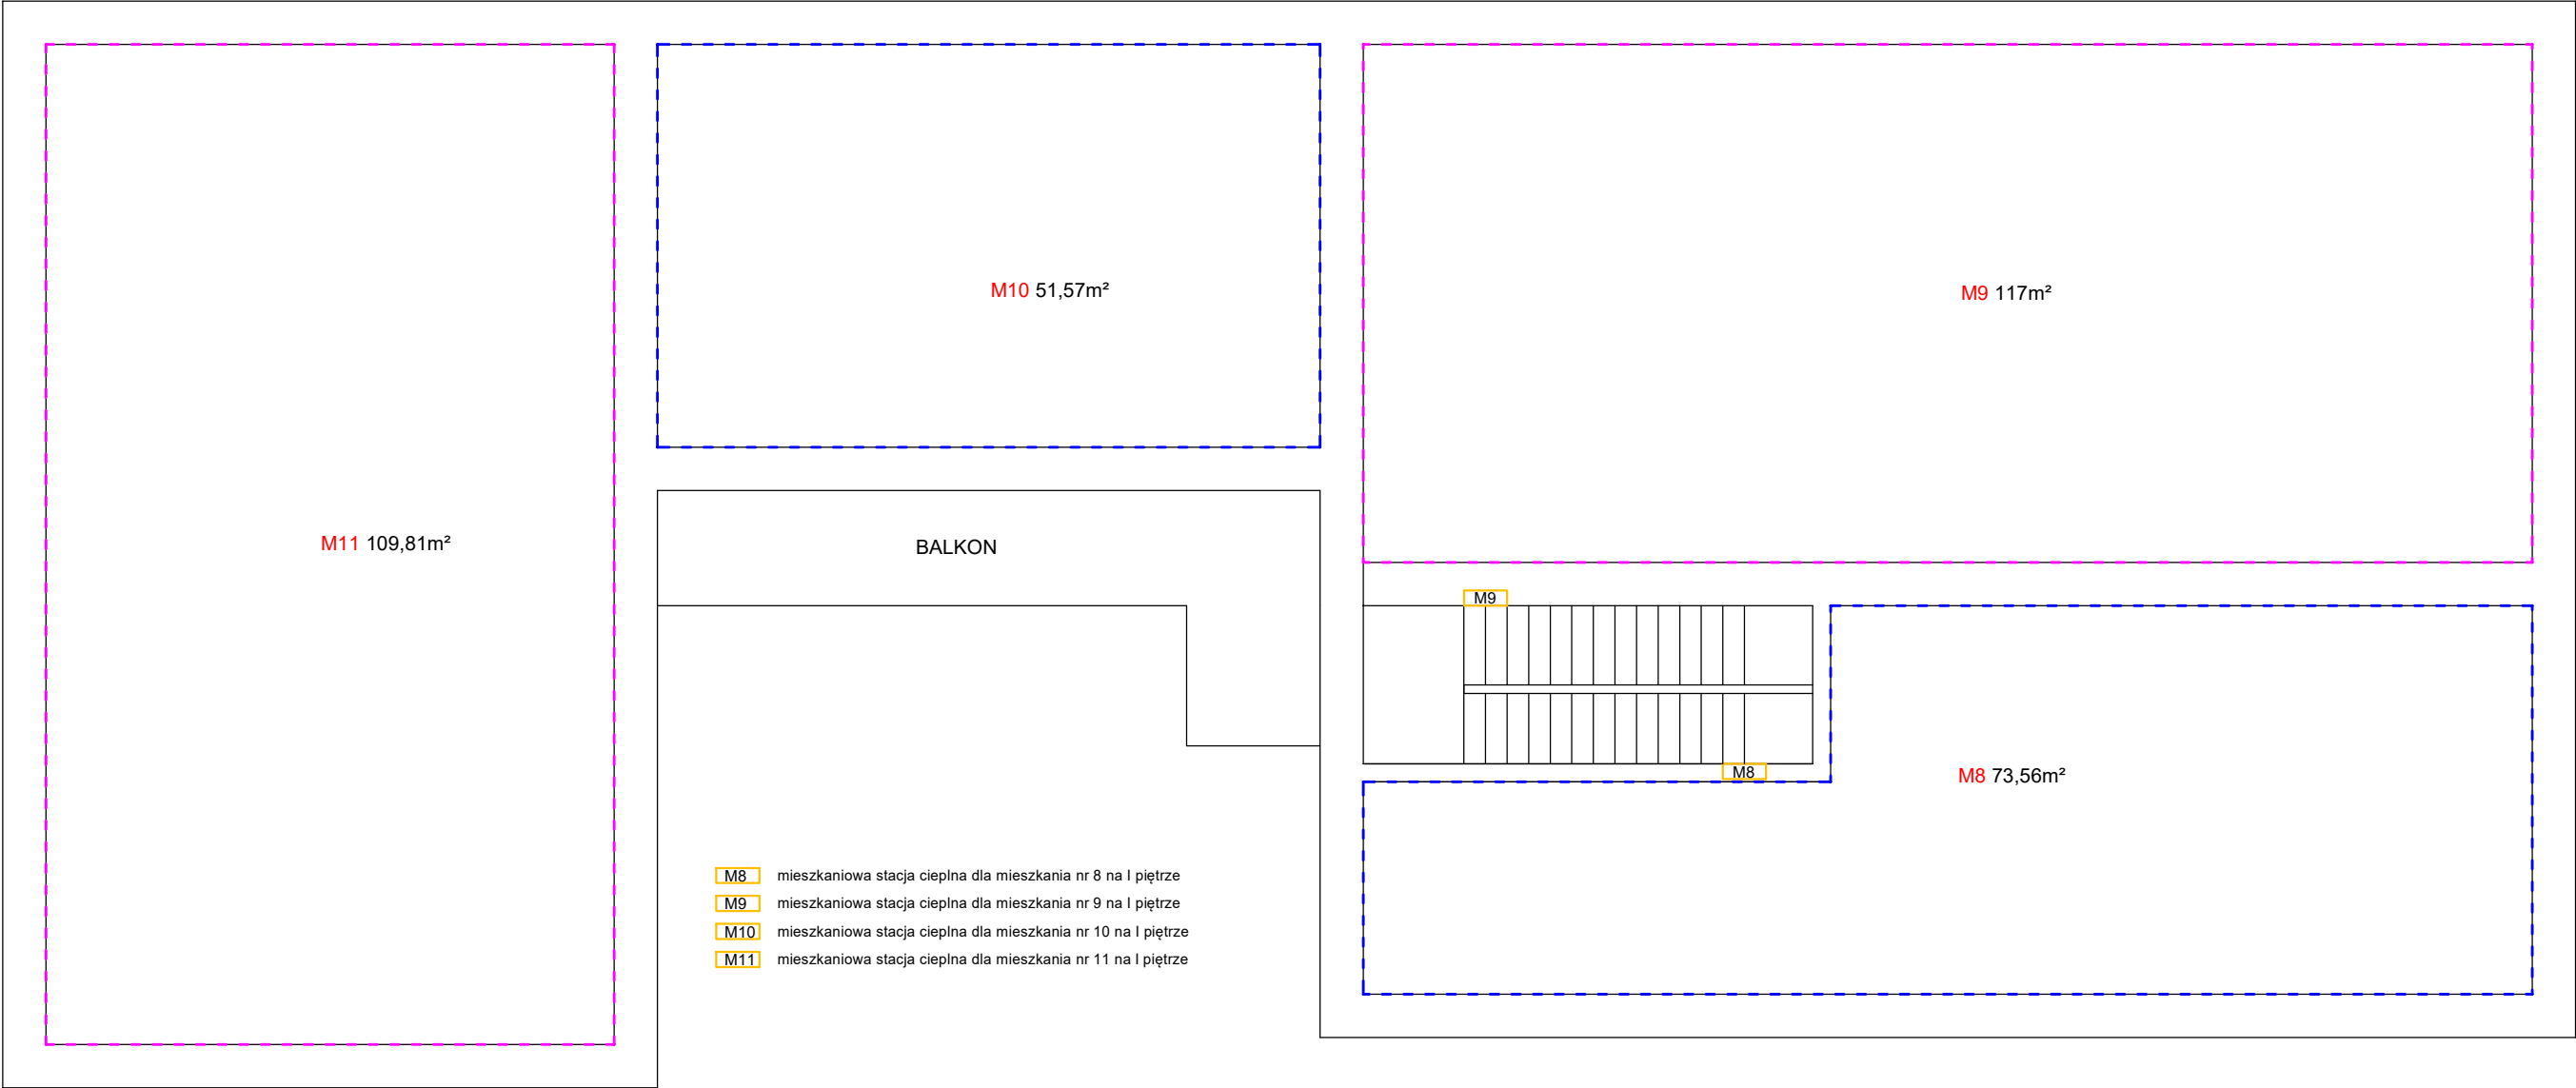 M10 51,57m²
M9 117m²
M11 109,81m²
BALKON
M9
M8
M8 73,56m²
M8 mieszkaniowa stacja cieplna dla mieszkania nr 8 na I piętrze
M9 mieszkaniowa stacja cieplna dla mieszkania nr 9 na I piętrze
M10 mieszkaniowa stacja cieplna dla mieszkania nr 10 na I piętrze
M11 mieszkaniowa stacja cieplna dla mieszkania nr 11 na I piętrze